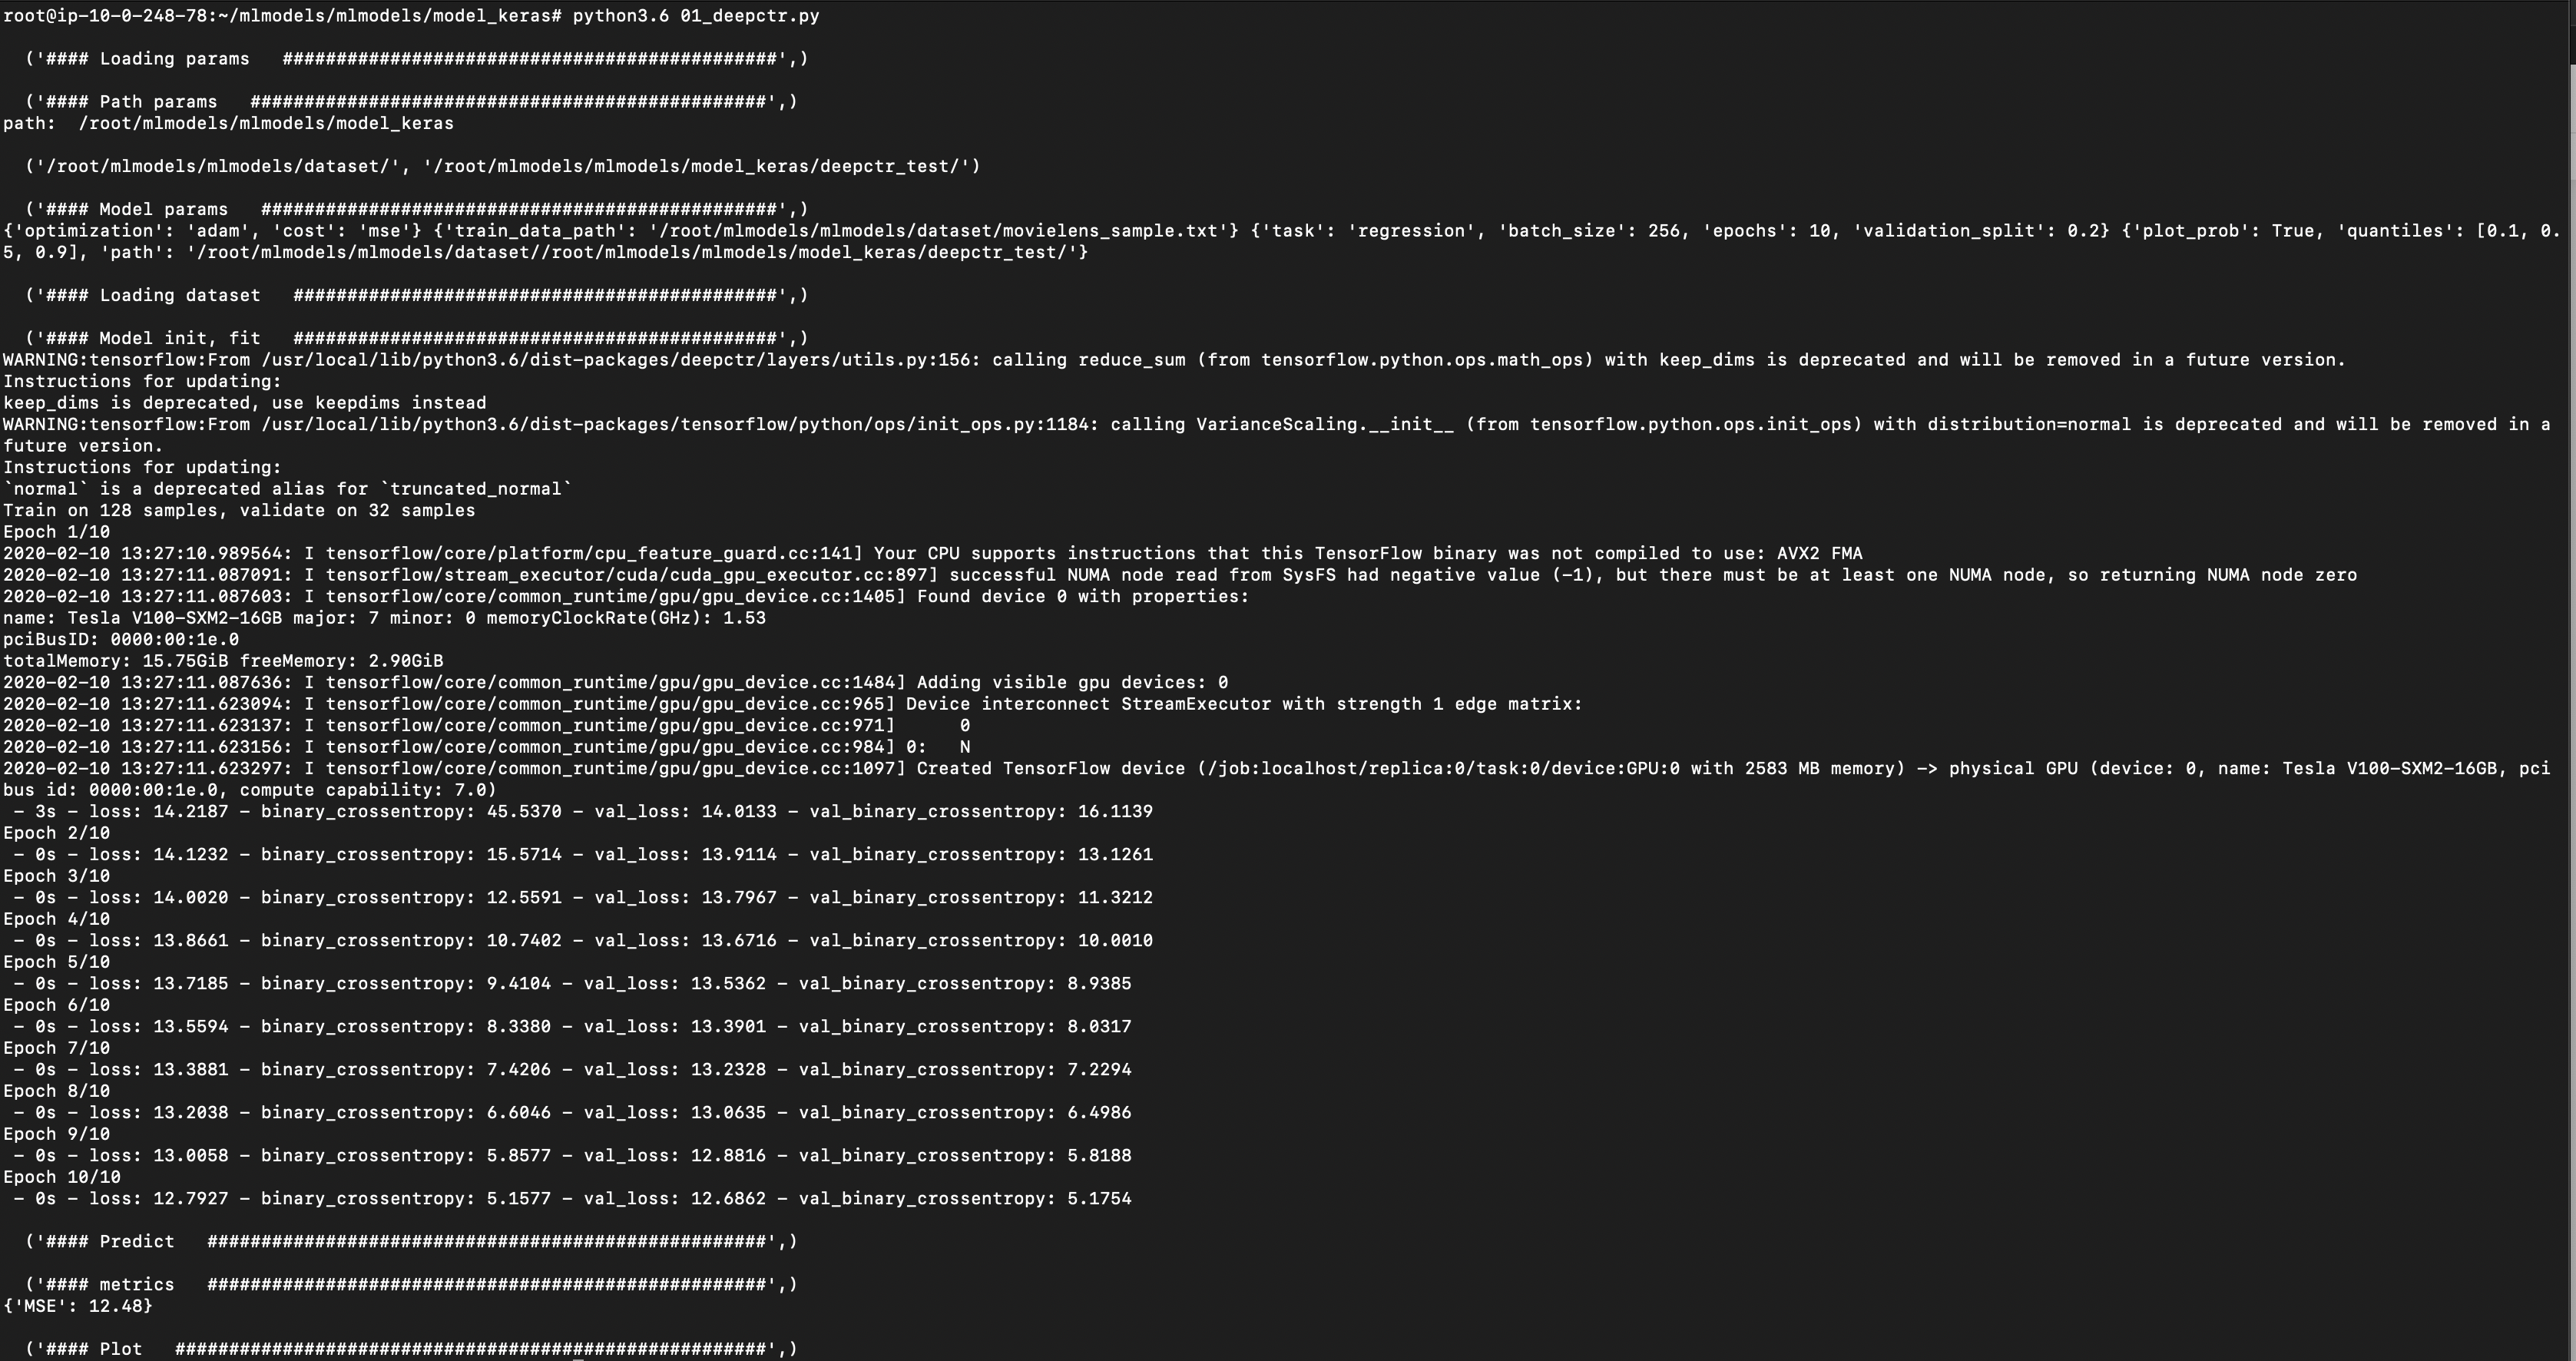 root@ip-10-0-248-78:~/mlmodels/mlmodels/model_keras# python3.6 01_deepctr.py
('#### Loading params   ##############################################',)
('#### Path params   ################################################',)
path:  /root/mlmodels/mlmodels/model_keras
('/root/mlmodels/mlmodels/dataset/', '/root/mlmodels/mlmodels/model_keras/deepctr_test/')
('#### Model params   ################################################',)
{'optimization': 'adam', 'cost': 'mse'} {'train_data_path': '/root/mlmodels/mlmodels/dataset/movielens_sample.txt'} {'task': 'regression', 'batch_size': 256, 'epochs': 10, 'validation_split': 0.2} {'plot_prob': True, 'quantiles': [0.1, 0.
5, 0.9], 'path': '/root/mlmodels/mlmodels/dataset//root/mlmodels/mlmodels/model_keras/deepctr_test/'}
('#### Loading dataset   #############################################',)
('#### Model init, fit   #############################################',)
WARNING:tensorflow:From /usr/local/lib/python3.6/dist-packages/deepctr/layers/utils.py:156: calling reduce_sum (from tensorflow.python.ops.math_ops) with keep_dims is deprecated and will be removed in a future version.
Instructions for updating:
keep_dims is deprecated, use keepdims instead
WARNING:tensorflow:From /usr/local/lib/python3.6/dist-packages/tensorflow/python/ops/init_ops.py:1184: calling VarianceScaling.__init__ (from tensorflow.python.ops.init_ops) with distribution=normal is deprecated and will be removed in a
future version.
Instructions for updating:
`normal` is a deprecated alias for `truncated_normal`
Train on 128 samples, validate on 32 samples
Epoch 1/10
2020-02-10 13:27:10.989564: I tensorflow/core/platform/cpu_feature_guard.cc:141] Your CPU supports instructions that this TensorFlow binary was not compiled to use: AVX2 FMA
2020-02-10 13:27:11.087091: I tensorflow/stream_executor/cuda/cuda_gpu_executor.cc:897] successful NUMA node read from SysFS had negative value (-1), but there must be at least one NUMA node, so returning NUMA node zero
2020-02-10 13:27:11.087603: I tensorflow/core/common_runtime/gpu/gpu_device.cc:1405] Found device 0 with properties:
name: Tesla V100-SXM2-16GB major: 7 minor: 0 memoryClockRate(GHz): 1.53
pciBusID: 0000:00:1e.0
totalMemory: 15.75GiB freeMemory: 2.90GiB
2020-02-10 13:27:11.087636: I tensorflow/core/common_runtime/gpu/gpu_device.cc:1484] Adding visible gpu devices: 0
2020-02-10 13:27:11.623094: I tensorflow/core/common_runtime/gpu/gpu_device.cc:965] Device interconnect StreamExecutor with strength 1 edge matrix:
2020-02-10 13:27:11.623137: I tensorflow/core/common_runtime/gpu/gpu_device.cc:971]      0
2020-02-10 13:27:11.623156: I tensorflow/core/common_runtime/gpu/gpu_device.cc:984] 0:   N
2020-02-10 13:27:11.623297: I tensorflow/core/common_runtime/gpu/gpu_device.cc:1097] Created TensorFlow device (/job:localhost/replica:0/task:0/device:GPU:0 with 2583 MB memory) -> physical GPU (device: 0, name: Tesla V100-SXM2-16GB, pci
bus id: 0000:00:1e.0, compute capability: 7.0)
- 3s - loss: 14.2187 - binary_crossentropy: 45.5370 - val_loss: 14.0133 - val_binary_crossentropy: 16.1139
Epoch 2/10
- 0s - loss: 14.1232 - binary_crossentropy: 15.5714 - val_loss: 13.9114 - val_binary_crossentropy: 13.1261
Epoch 3/10
- 0s - loss: 14.0020 - binary_crossentropy: 12.5591 - val_loss: 13.7967 - val_binary_crossentropy: 11.3212
Epoch 4/10
- 0s - loss: 13.8661 - binary_crossentropy: 10.7402 - val_loss: 13.6716 - val_binary_crossentropy: 10.0010
Epoch 5/10
- 0s - loss: 13.7185 - binary_crossentropy: 9.4104 - val_loss: 13.5362 - val_binary_crossentropy: 8.9385
Epoch 6/10
- 0s - loss: 13.5594 - binary_crossentropy: 8.3380 - val_loss: 13.3901 - val_binary_crossentropy: 8.0317
Epoch 7/10
- 0s - loss: 13.3881 - binary_crossentropy: 7.4206 - val_loss: 13.2328 - val_binary_crossentropy: 7.2294
Epoch 8/10
- 0s - loss: 13.2038 - binary_crossentropy: 6.6046 - val_loss: 13.0635 - val_binary_crossentropy: 6.4986
Epoch 9/10
- 0s - loss: 13.0058 - binary_crossentropy: 5.8577 - val_loss: 12.8816 - val_binary_crossentropy: 5.8188
Epoch 10/10
- 0s - loss: 12.7927 - binary_crossentropy: 5.1577 - val_loss: 12.6862 - val_binary_crossentropy: 5.1754
('#### Predict   ####################################################',)
('#### metrics   ####################################################',)
{'MSE': 12.48}
('#### Plot   #######################################################',)